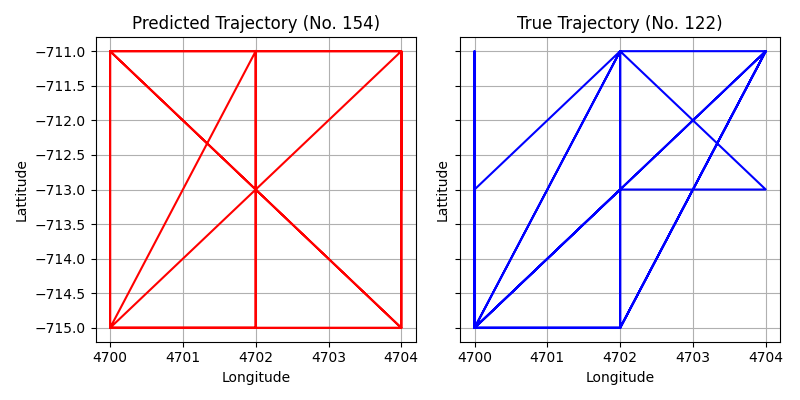 Predicted Trajectory (No. 154)
True Trajectory (No. 122)
−711.0
−711.5
−712.0
−712.5
−713.0
−713.5
−714.0
−714.5
−715.0
Lattitude
Lattitude
4700 4701 4702 4703 4704
4700 4701 4702 4703 4704
Longitude
Longitude